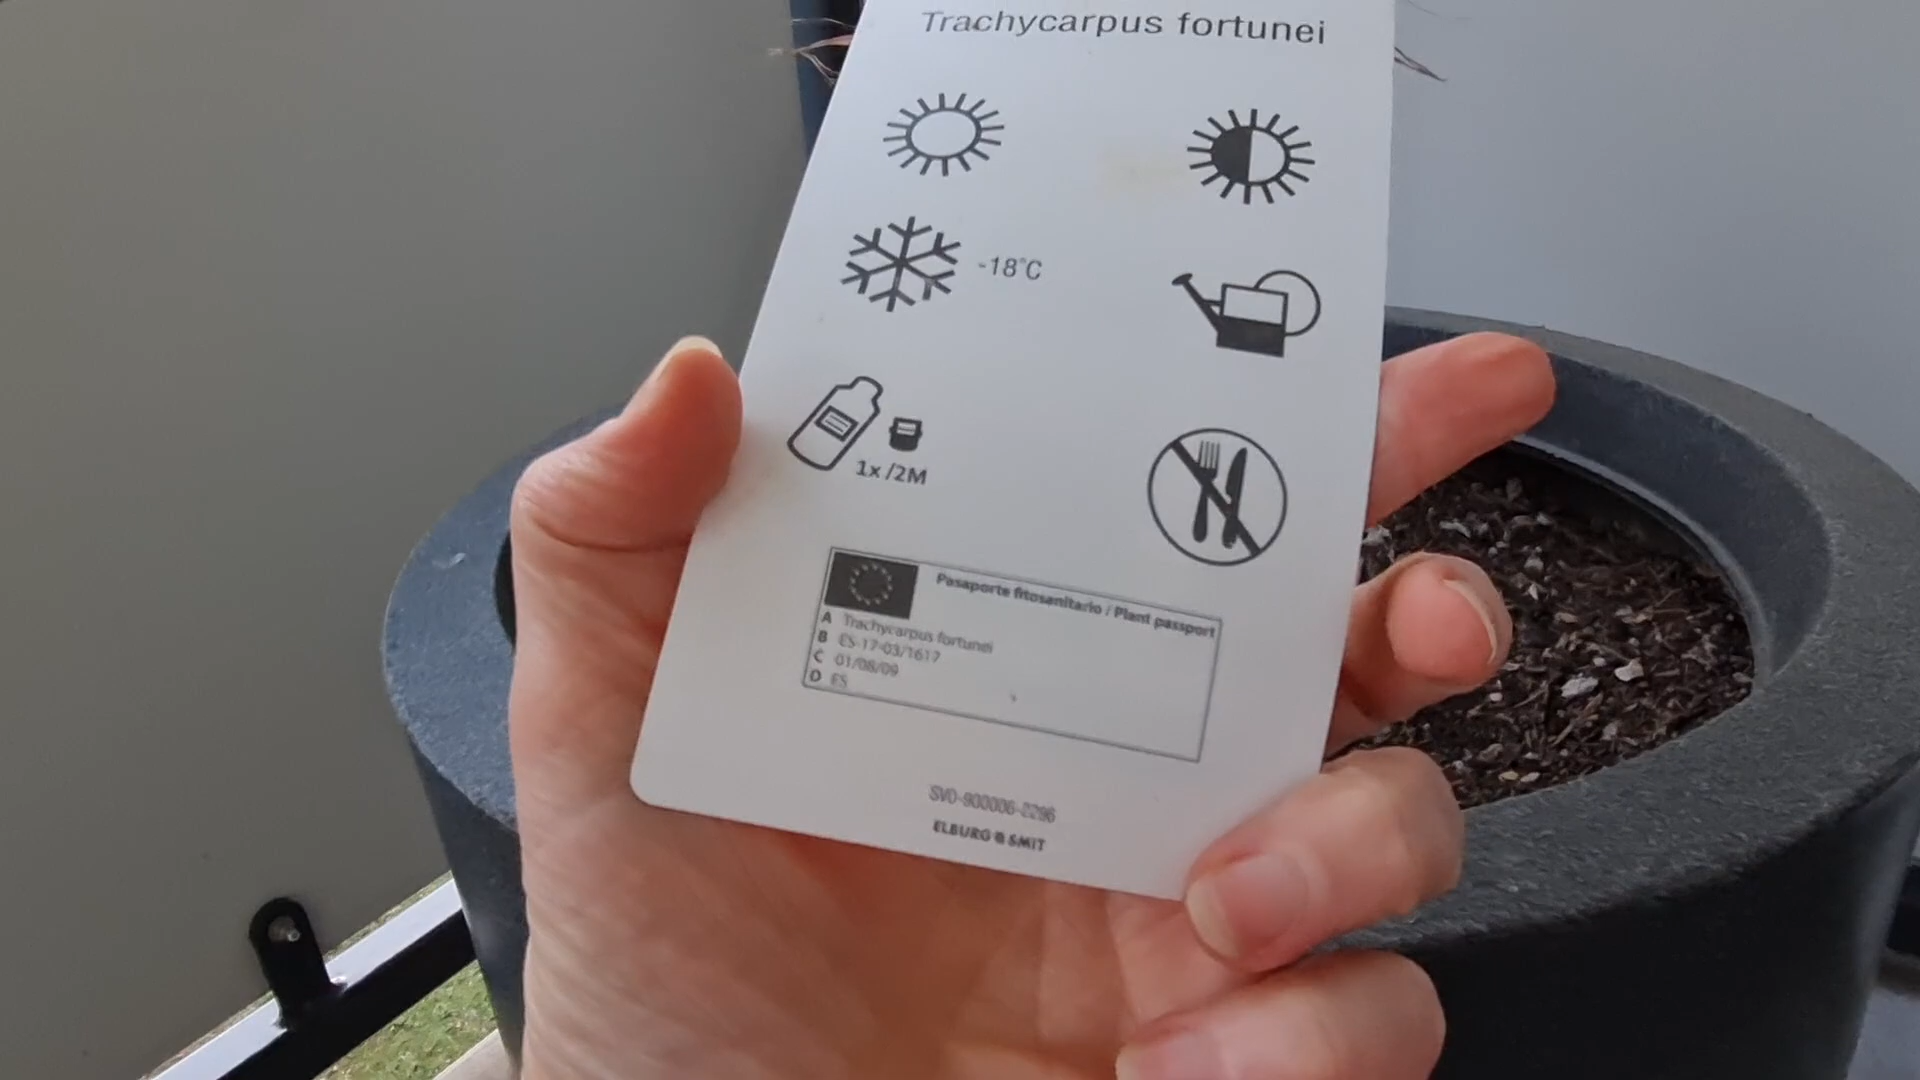 Trachycarpus fortunei
-18°C
1x /2M
Pasaporte fitosanitario / Plant passport
A Trachycarpus fortunei
B ES-17-03/1617
C 01/08/09
D ES
SVO-900006-2296
ELBURG & SMIT